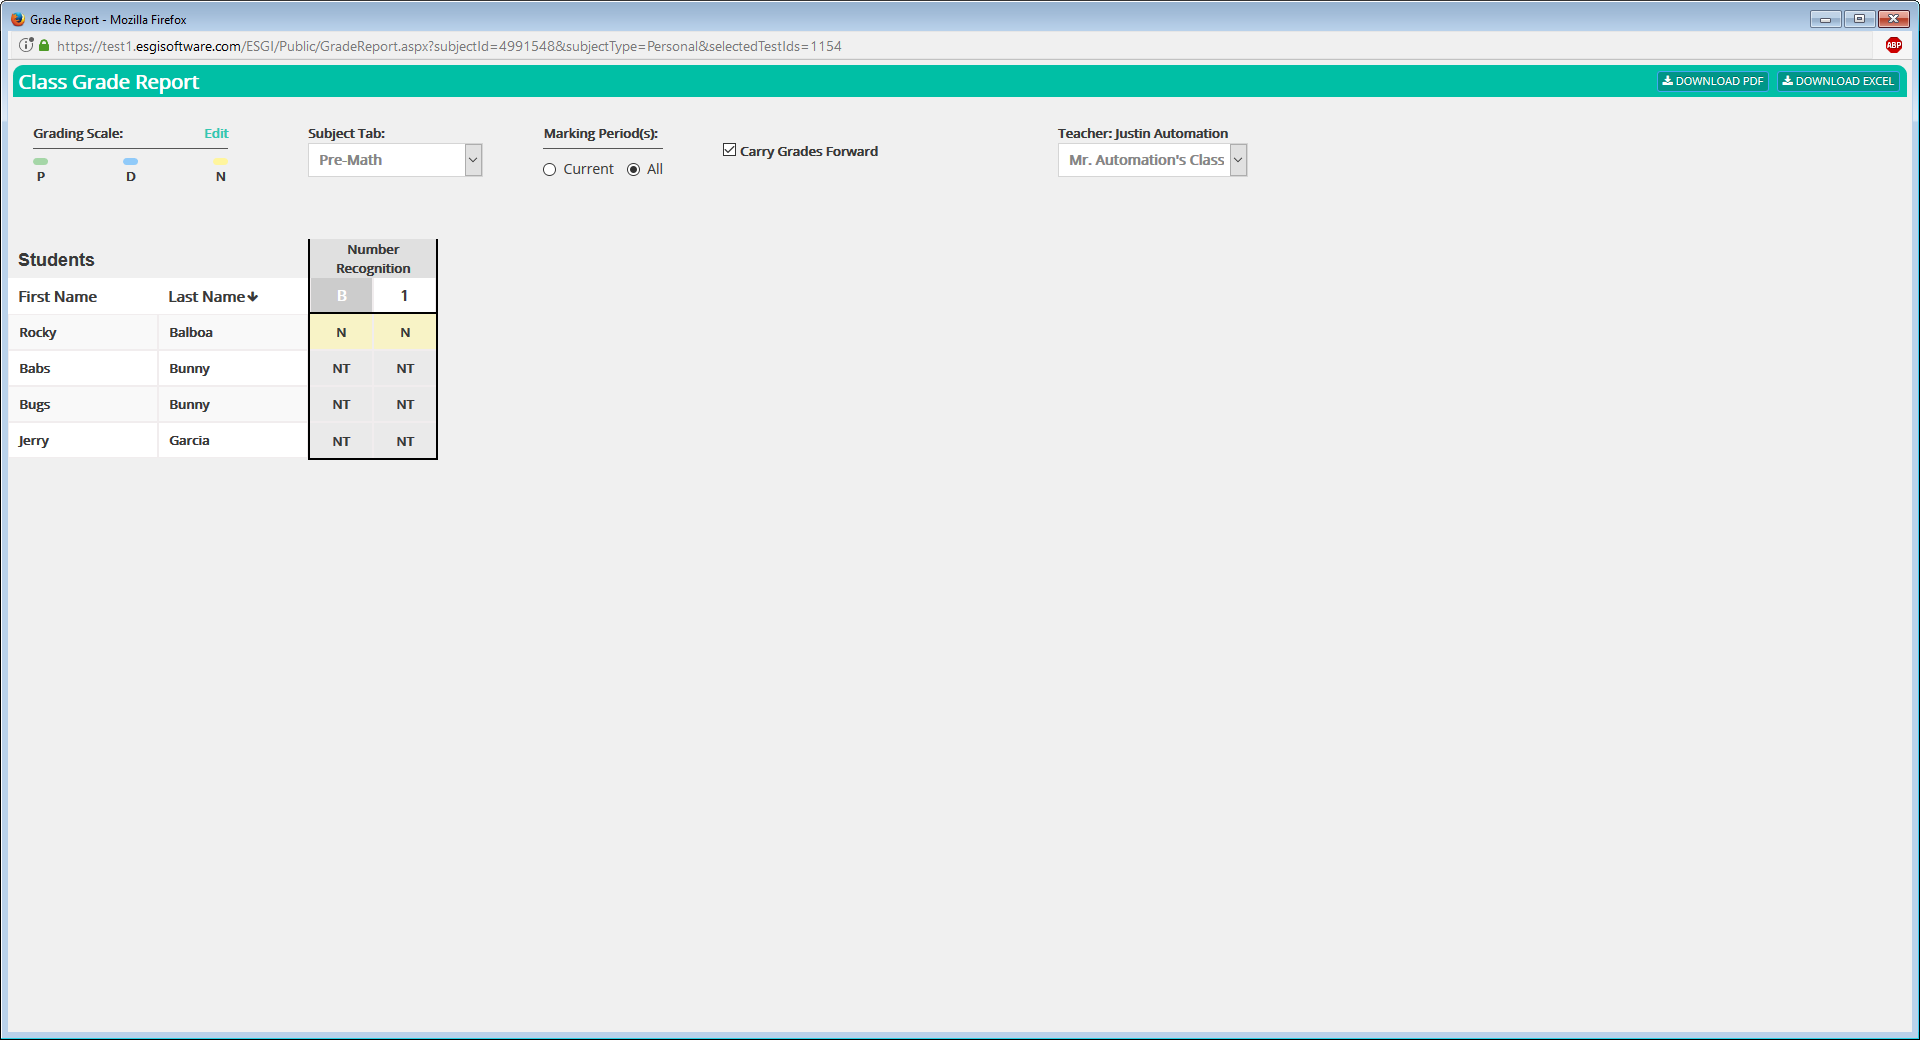 Grade Report - Mozilla Firefox
https://test1.esgisoftware.com/ESGI/Public/GradeReport.aspx?subjectId=4991548&subjectType=Personal&selectedTestIds=1154
ABP
Class Grade Report
DOWNLOAD PDF
DOWNLOAD EXCEL
Grading Scale:
Edit
P
D
N
Subject Tab:
Pre-Math
Marking Period(s):
Current
All
Carry Grades Forward
Teacher: Justin Automation
Mr. Automation's Class
Students
Number
Recognition
First Name Last Name B 1
Rocky Balboa N N
Babs Bunny NT NT
Bugs Bunny NT NT
Jerry Garcia NT NT